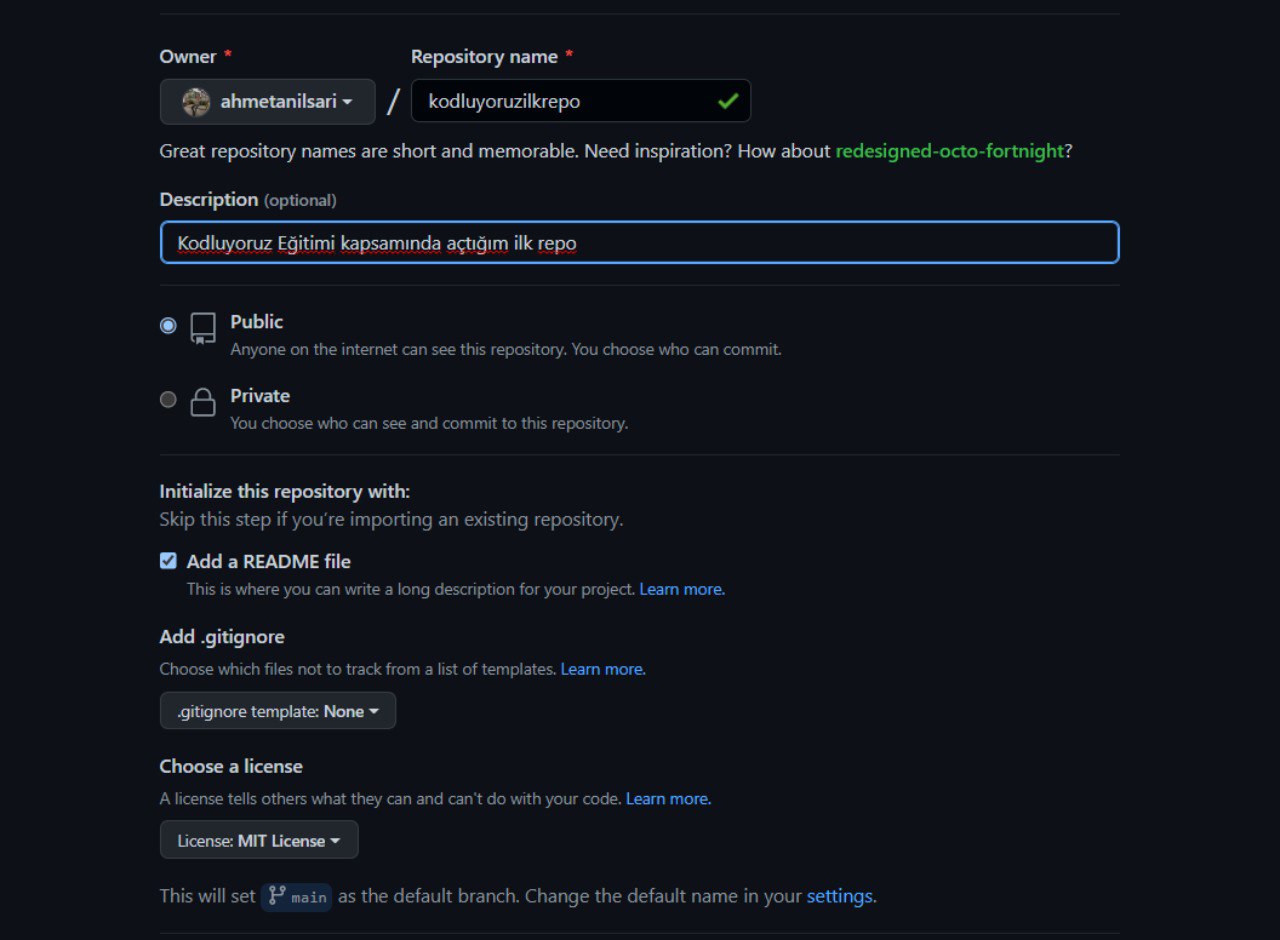 Owner *
Repository name *
ahmetanilsari / kodluyoruzilkrepo
Great repository names are short and memorable. Need inspiration? How about redesigned-octo-fortnight?
Description (optional)
Kodluyoruz Eğitimi kapsamında açtığım ilk repo
Public
Anyone on the internet can see this repository. You choose who can commit.
Private
You choose who can see and commit to this repository.
Initialize this repository with:
Skip this step if you’re importing an existing repository.
Add a README file
This is where you can write a long description for your project. Learn more.
Add .gitignore
Choose which files not to track from a list of templates. Learn more.
.gitignore template: None
Choose a license
A license tells others what they can and can't do with your code. Learn more.
License: MIT License
This will set main as the default branch. Change the default name in your settings.